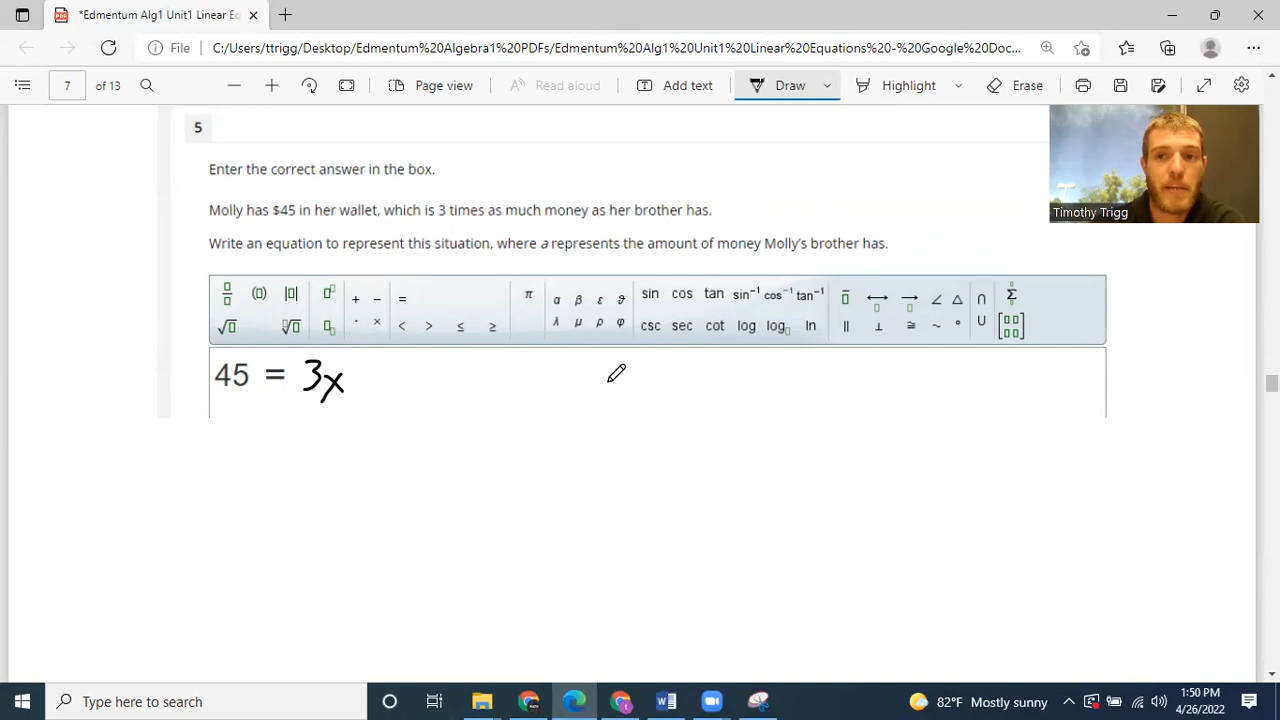 *Edmentum Alg1 Unit1 Linear Eq
File C:/Users/ttrigg/Desktop/Edmentum%20Algebra1%20PDFs/Edmentum%20Alg1%20Unit1%20Linear%20Equations%20-%20Google%20Doc...
7 of 13 Page view Read aloud Add text Draw Highlight Erase
5
Enter the correct answer in the box.
Timothy Trigg
Molly has $45 in her wallet, which is 3 times as much money as her brother has.
Write an equation to represent this situation, where a represents the amount of money Molly's brother has.
( ) | | + − = π α β ε ϑ sin cos tan sin⁻¹ cos⁻¹ tan⁻¹ ↔ → ∠ △ ∩ Σ
√ · × < > ≤ ≥ λ μ ρ φ csc sec cot log log ln || ⊥ ≅ ~ ° ∪ [ ]
45 = 3x
Type here to search 82°F Mostly sunny 1:50 PM
4/26/2022